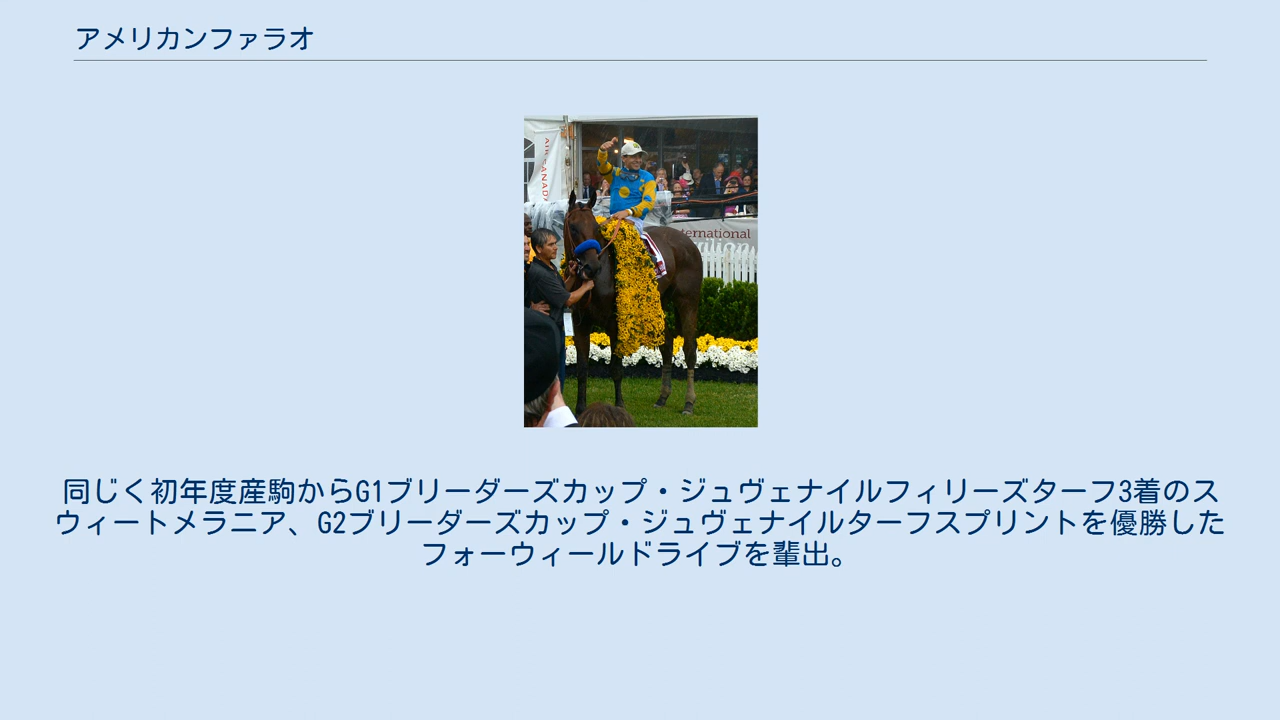 アメリカンファラオ
AIR CANADA
ternational
同じく初年度産駒からG1ブリーダーズカップ・ジュヴェナイルフィリーズターフ3着のス
ウィートメラニア、G2ブリーダーズカップ・ジュヴェナイルターフスプリントを優勝した
フォーウィールドライブを輩出。